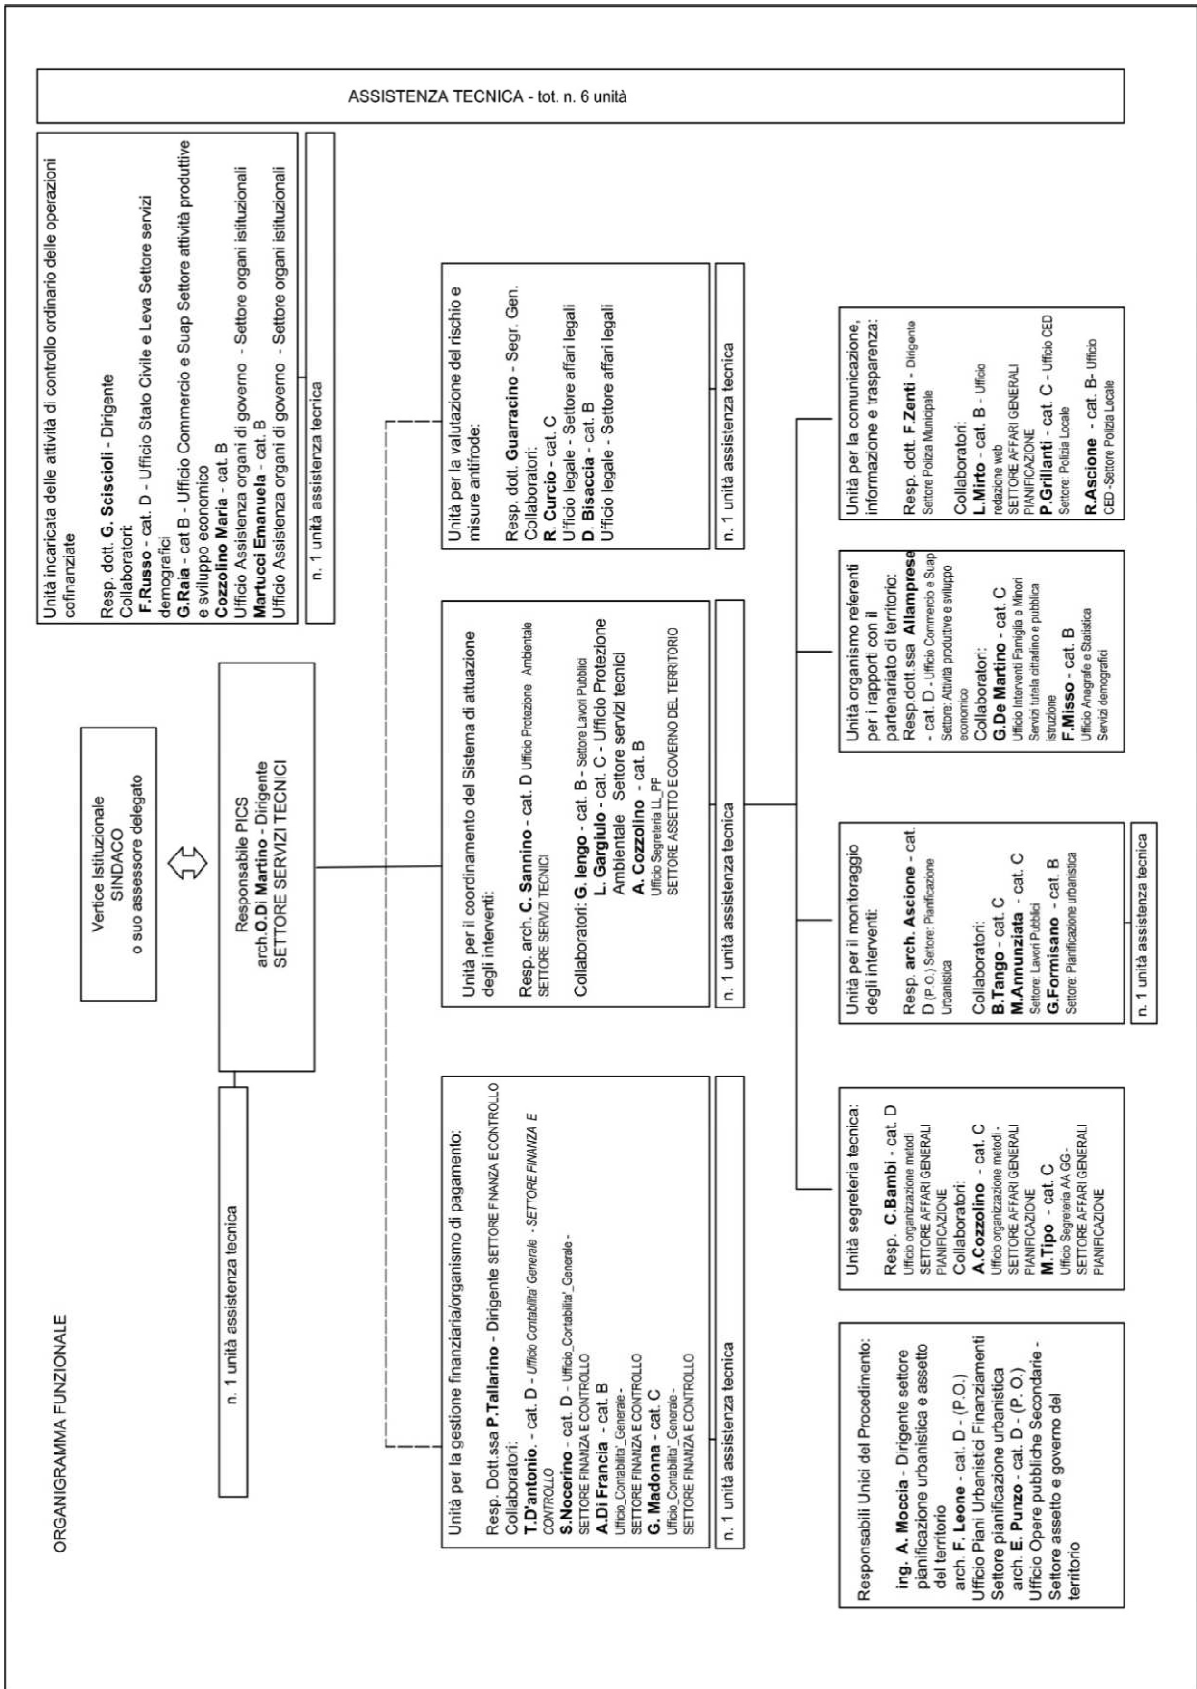 ORGANIGRAMMA FUNZIONALE
Vertice Istituzionale
SINDACO
o suo assessore delegato
n. 1 unità assistenza tecnica
Responsabile PICS
arch.O.Di Martino - Dirigente
SETTORE SERVIZI TECNICI
Unità incaricata delle attività di controllo ordinario delle operazioni
cofinanziate
Resp. dott. G. Sciscioli - Dirigente
Collaboratori:
F.Russo - cat. D - Ufficio Stato Civile e Leva Settore servizi
demografici
G.Raia - cat B - Ufficio Commercio e Suap Settore attività produttive
e sviluppo economico
Cozzolino Maria - cat. B
Ufficio Assistenza organi di governo - Settore organi istituzionali
Martucci Emanuela - cat. B
Ufficio Assistenza organi di governo - Settore organi istituzionali
n. 1 unità assistenza tecnica
Unità per la gestione finanziaria/organismo di pagamento:
Resp. Dott.ssa P.Tallarino - Dirigente SETTORE FINANZA E CONTROLLO
Collaboratori:
T.D'antonio. - cat. D - Ufficio Contabilita' Generale - SETTORE FINANZA E
CONTROLLO
S.Nocerino - cat. D - Ufficio_Contabilita'_Generale -
SETTORE FINANZA E CONTROLLO
A.Di Francia - cat. B
Ufficio_Contabilita'_Generale -
SETTORE FINANZA E CONTROLLO
G. Madonna - cat. C
Ufficio_Contabilita'_Generale -
SETTORE FINANZA E CONTROLLO
n. 1 unità assistenza tecnica
Unità per il coordinamento del Sistema di attuazione
degli interventi:
Resp. arch. C. Sannino - cat. D Ufficio Protezione Ambientale
SETTORE SERVIZI TECNICI
Collaboratori: G. Iengo - cat. B - Settore Lavori Pubblici
L. Gargiulo - cat. C - Ufficio Protezione
Ambientale Settore servizi tecnici
A. Cozzolino - cat. B
Ufficio Segreteria LL_PP
SETTORE ASSETTO E GOVERNO DEL TERRITORIO
n. 1 unità assistenza tecnica
Unità per la valutazione del rischio e
misure antifrode:
Resp. dott. Guarracino - Segr. Gen.
Collaboratori:
R. Curcio - cat. C
Ufficio legale - Settore affari legali
D. Bisaccia - cat. B
Ufficio legale - Settore affari legali
n. 1 unità assistenza tecnica
Responsabili Unici del Procedimento:
ing. A. Moccia - Dirigente settore
pianificazione urbanistica e assetto
del territorio
arch. F. Leone - cat. D - (P.O.)
Ufficio Piani Urbanistici Finanziamenti
Settore pianificazione urbanistica
arch. E. Punzo - cat. D - (P. O.)
Ufficio Opere pubbliche Secondarie -
Settore assetto e governo del
territorio
Unità segreteria tecnica:
Resp. C.Bambi - cat. D
Ufficio organizzazione metodi
SETTORE AFFARI GENERALI
PIANIFICAZIONE
Collaboratori:
A.Cozzolino - cat. C
Ufficio organizzazione metodi -
SETTORE AFFARI GENERALI
PIANIFICAZIONE
M.Tipo - cat. C
Ufficio Segreteria AA GG -
SETTORE AFFARI GENERALI
PIANIFICAZIONE
Unità per il monitoraggio
degli interventi:
Resp. arch. Ascione - cat.
D (P.O.) Settore: Pianificazione
Urbanistica
Collaboratori:
B.Tango - cat. C
M.Annunziata - cat. C
Settore: Lavori Pubblici
G.Formisano - cat. B
Settore: Pianificazione urbanistica
n. 1 unità assistenza tecnica
Unità organismo referenti
per i rapporti con il
partenariato di territorio:
Resp.dott.ssa Allamprese
- cat. D - Ufficio Commercio e Suap
Settore: Attività produttive e sviluppo
economico
Collaboratori:
G.De Martino - cat. C
Ufficio Interventi Famiglia e Minori
Servizi tutela cittadino e pubblica
istruzione
F.Misso - cat. B
Ufficio Anagrafe e Statistica
Servizi demografici
Unità per la comunicazione,
informazione e trasparenza:
Resp. dott. F.Zenti - Dirigente
Settore Polizia Municipale
Collaboratori:
L.Mirto - cat. B - Ufficio
redazione web
SETTORE AFFARI GENERALI
PIANIFICAZIONE
P.Grillanti - cat. C - Ufficio CED
Settore: Polizia Locale
R.Ascione - cat. B- Ufficio
CED -Settore Polizia Locale
ASSISTENZA TECNICA - tot. n. 6 unità